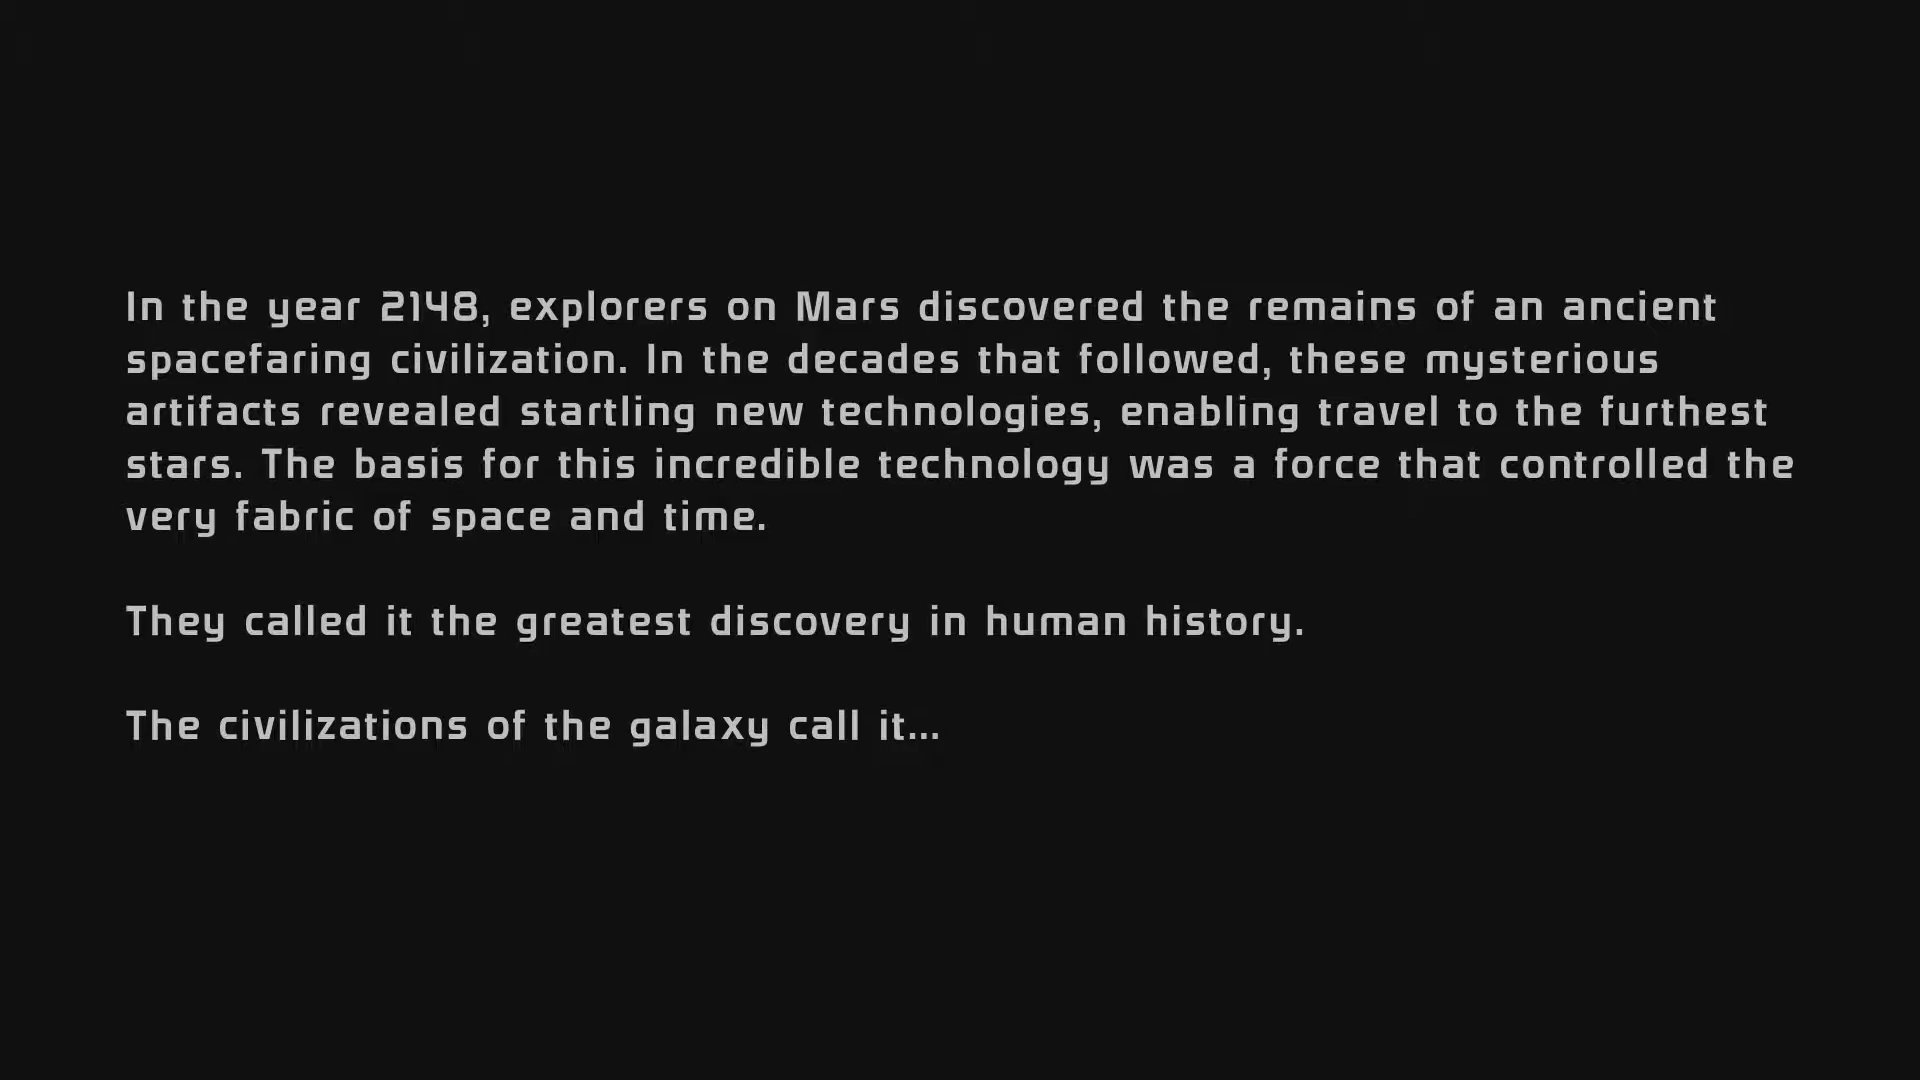 In the year 2148, explorers on Mars discovered the remains of an ancient
spacefaring civilization. In the decades that followed, these mysterious
artifacts revealed startling new technologies, enabling travel to the furthest
stars. The basis for this incredible technology was a force that controlled the
very fabric of space and time.
They called it the greatest discovery in human history.
The civilizations of the galaxy call it...